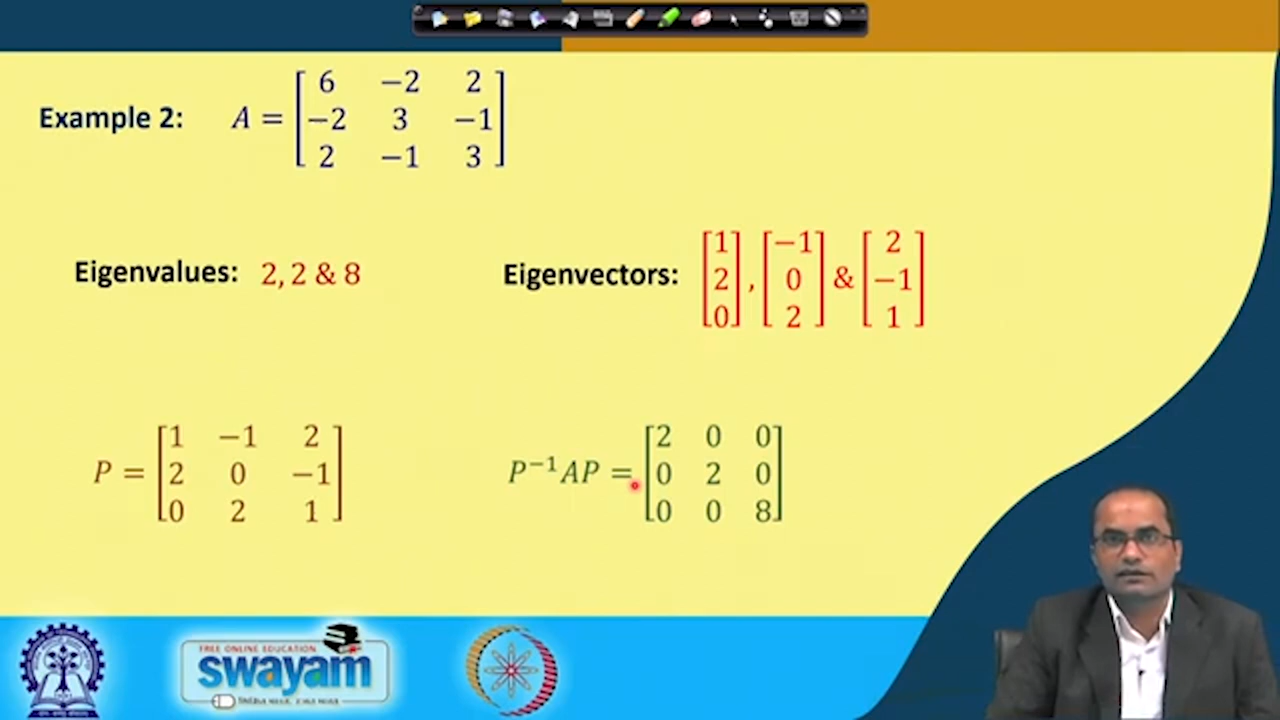 Example 2: A = [6 −2 2
−2 3 −1
2 −1 3]
Eigenvalues: 2, 2 & 8
Eigenvectors: [1 2 0], [−1 0 2] & [2 −1 1]
P = [1 −1 2
2 0 −1
0 2 1]
P⁻¹AP = [2 0 0
0 2 0
0 0 8]
FREE ONLINE EDUCATION
swayam